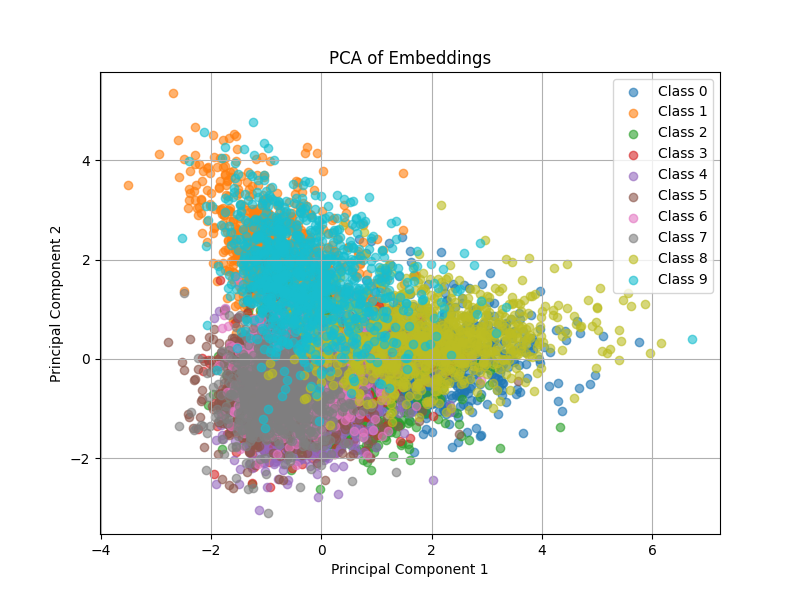 PCA of Embeddings
Class 0
Class 1
Class 2
Class 3
Class 4
Class 5
Class 6
Class 7
Class 8
Class 9
Principal Component 2
4
2
0
−2
−4
−2
0
2
4
6
Principal Component 1